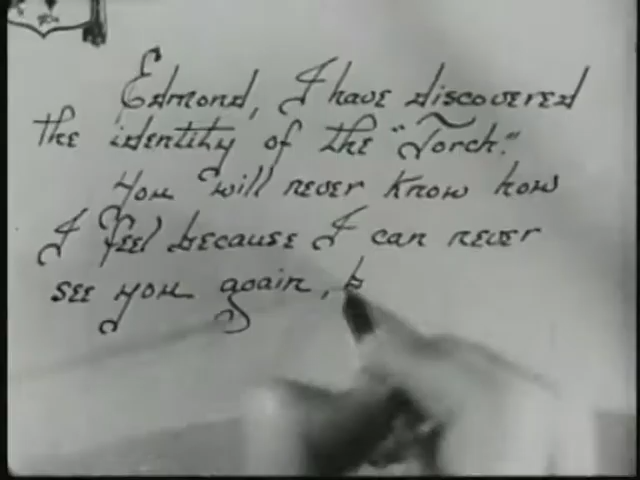 Edmond, I have discovered
the identity of the "Torch."
You will never know how
I feel because I can never
see you again, b